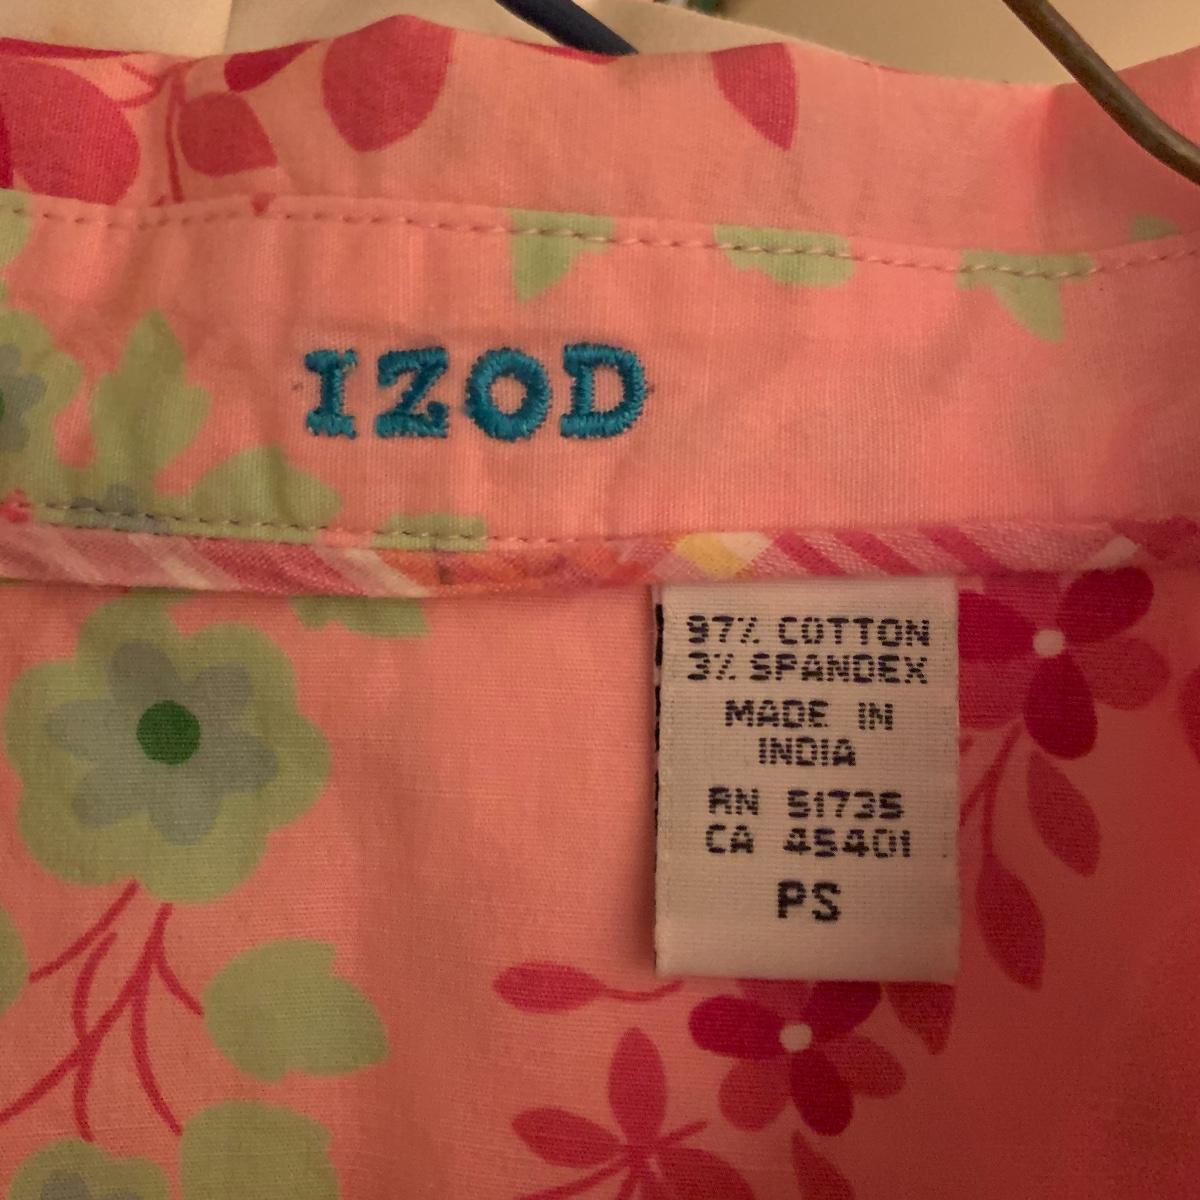 IZOD
97% COTTON
3% SPANDEX
MADE IN
INDIA
RN 51735
CA 45401
PS